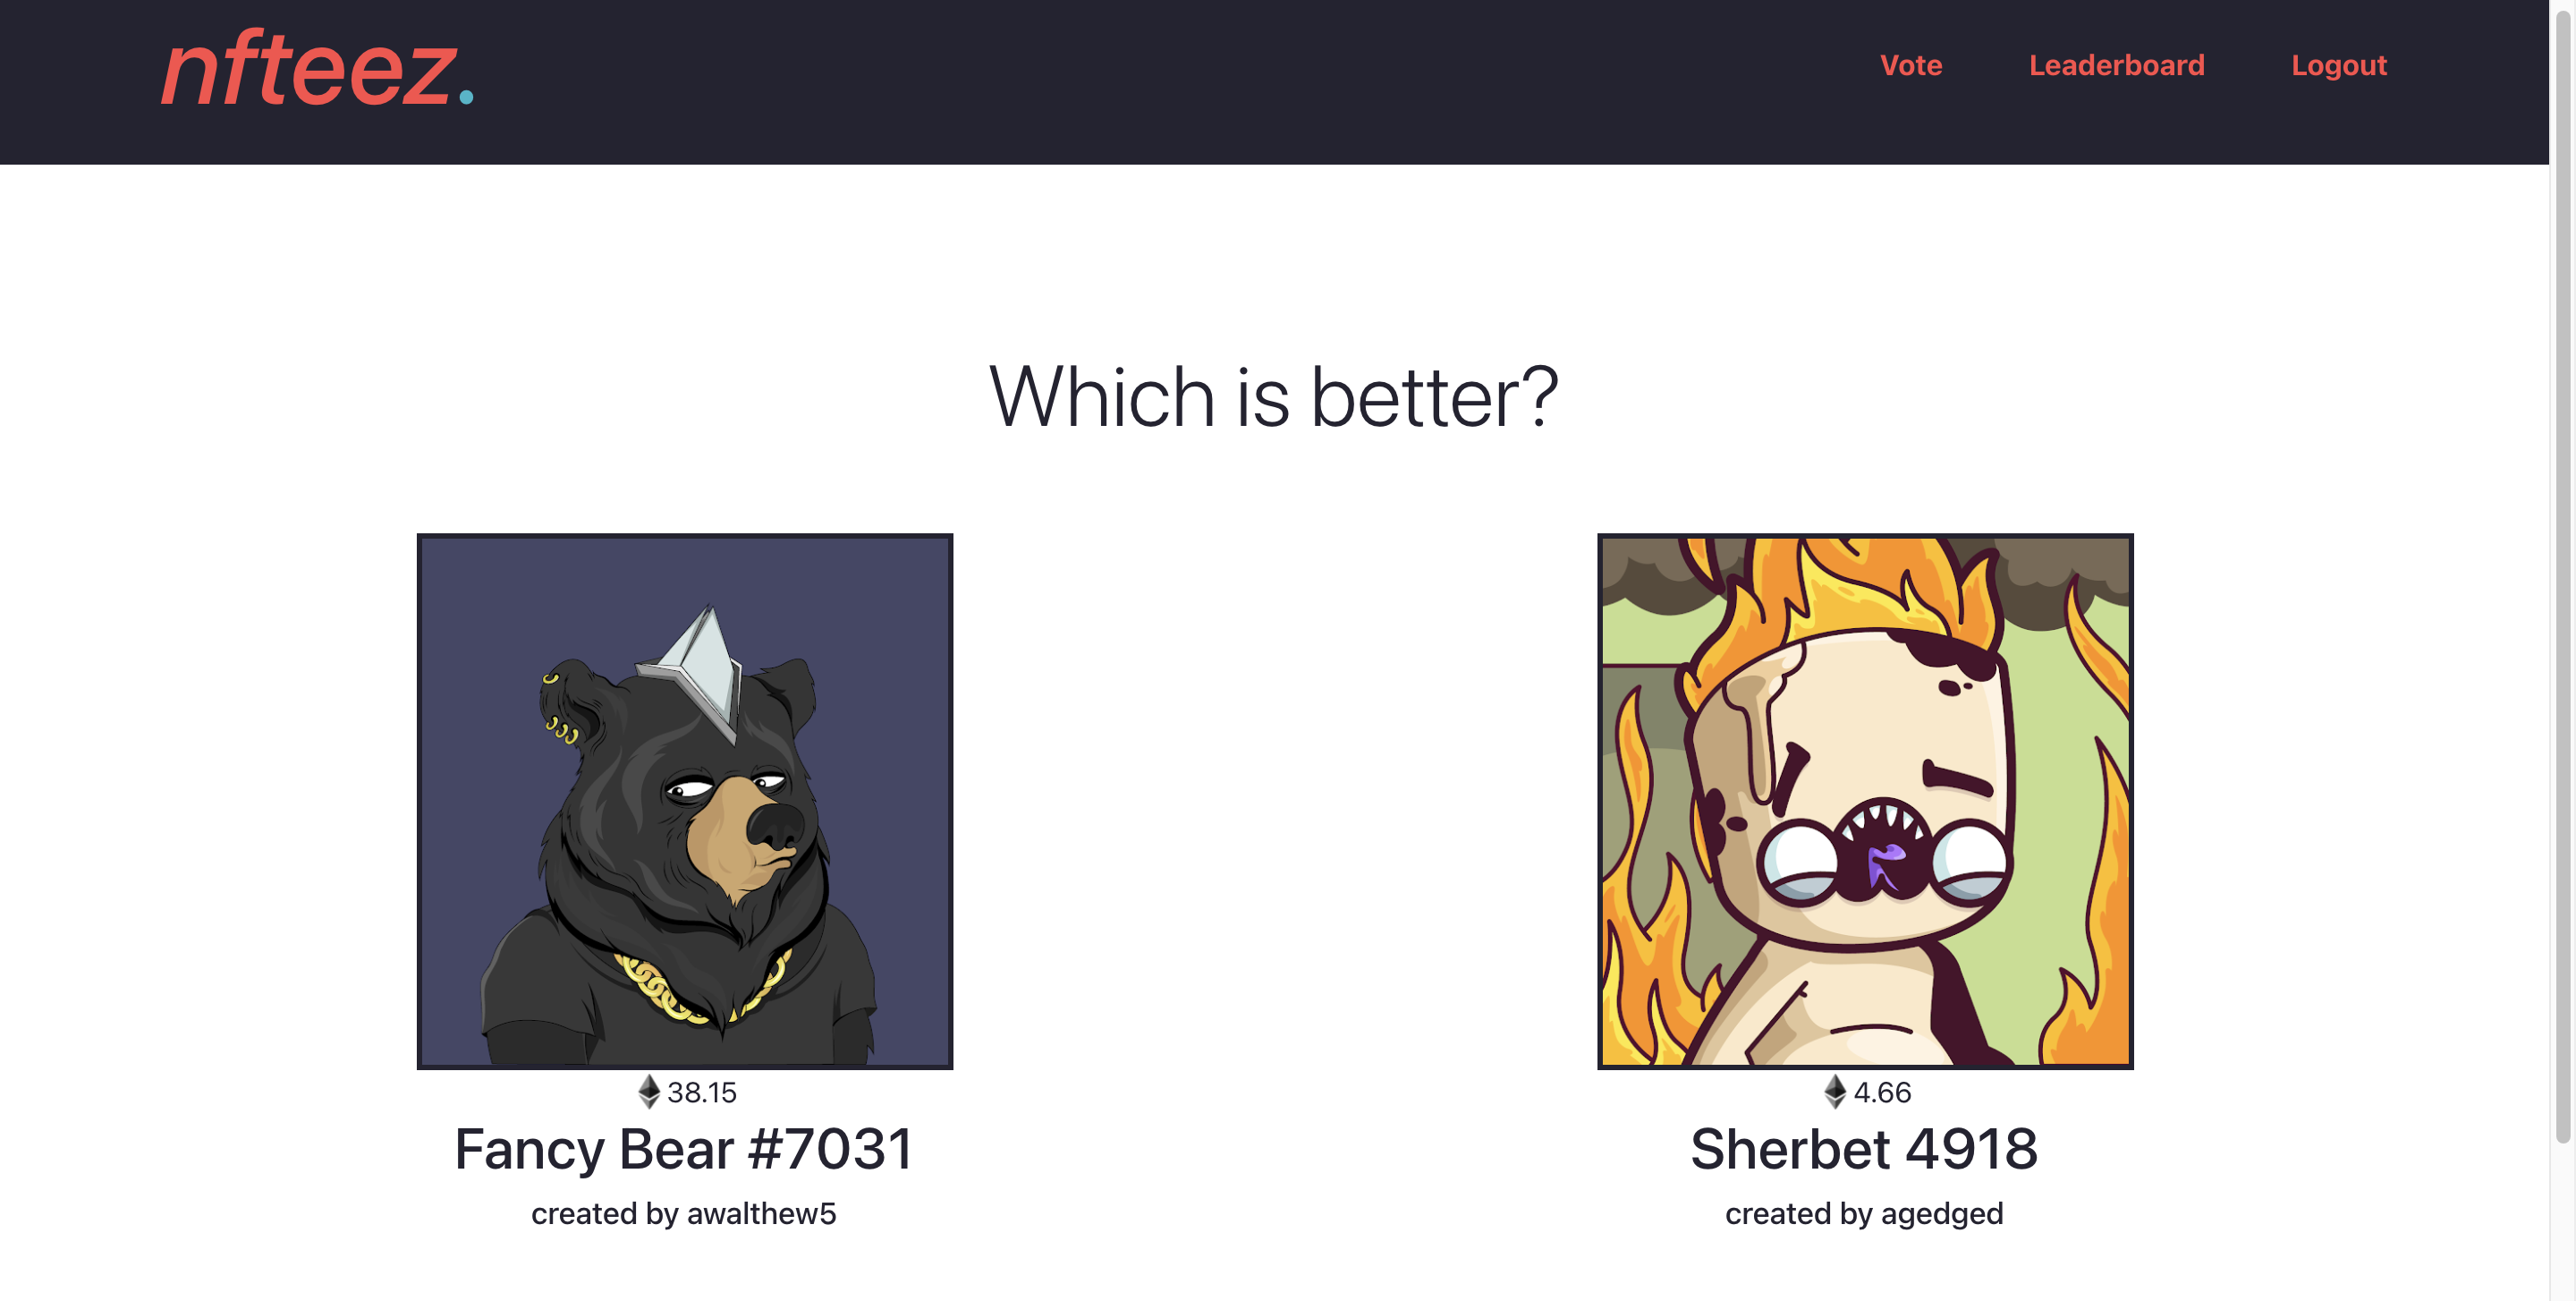 nfteez.
Vote
Leaderboard
Logout
Which is better?
38.15
Fancy Bear #7031
created by awalthew5
4.66
Sherbet 4918
created by agedged